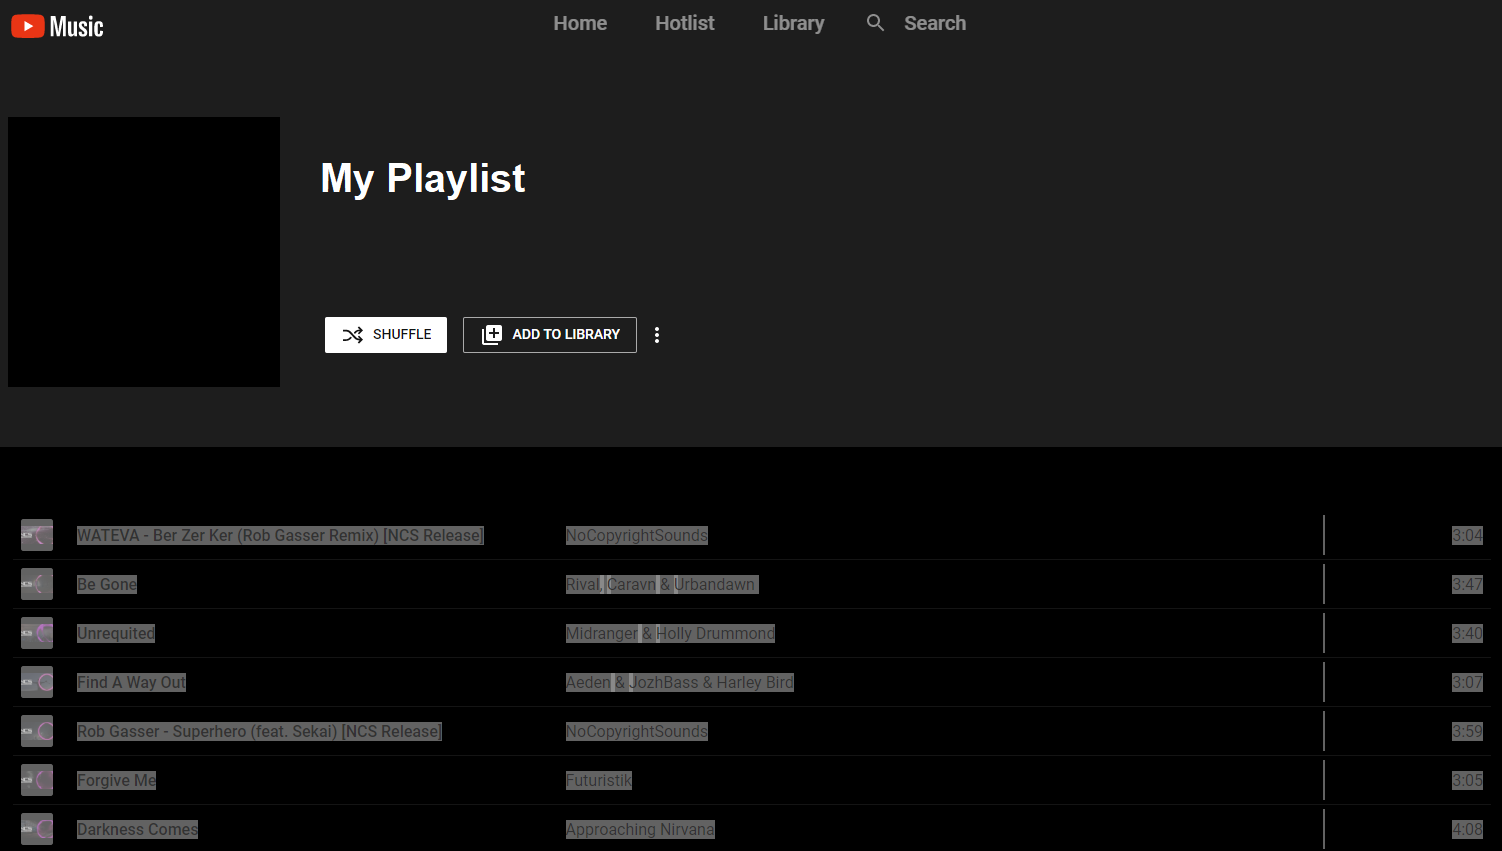 Music Home Hotlist Library Search
My Playlist
SHUFFLE ADD TO LIBRARY
WATEVA - Ber Zer Ker (Rob Gasser Remix) [NCS Release] NoCopyrightSounds 3:04
Be Gone Rival, Caravn & Urbandawn 3:47
Unrequited Midranger & Holly Drummond 3:40
Find A Way Out Aeden & JozhBass & Harley Bird 3:07
Rob Gasser - Superhero (feat. Sekai) [NCS Release] NoCopyrightSounds 3:59
Forgive Me Futuristik 3:05
Darkness Comes Approaching Nirvana 4:08